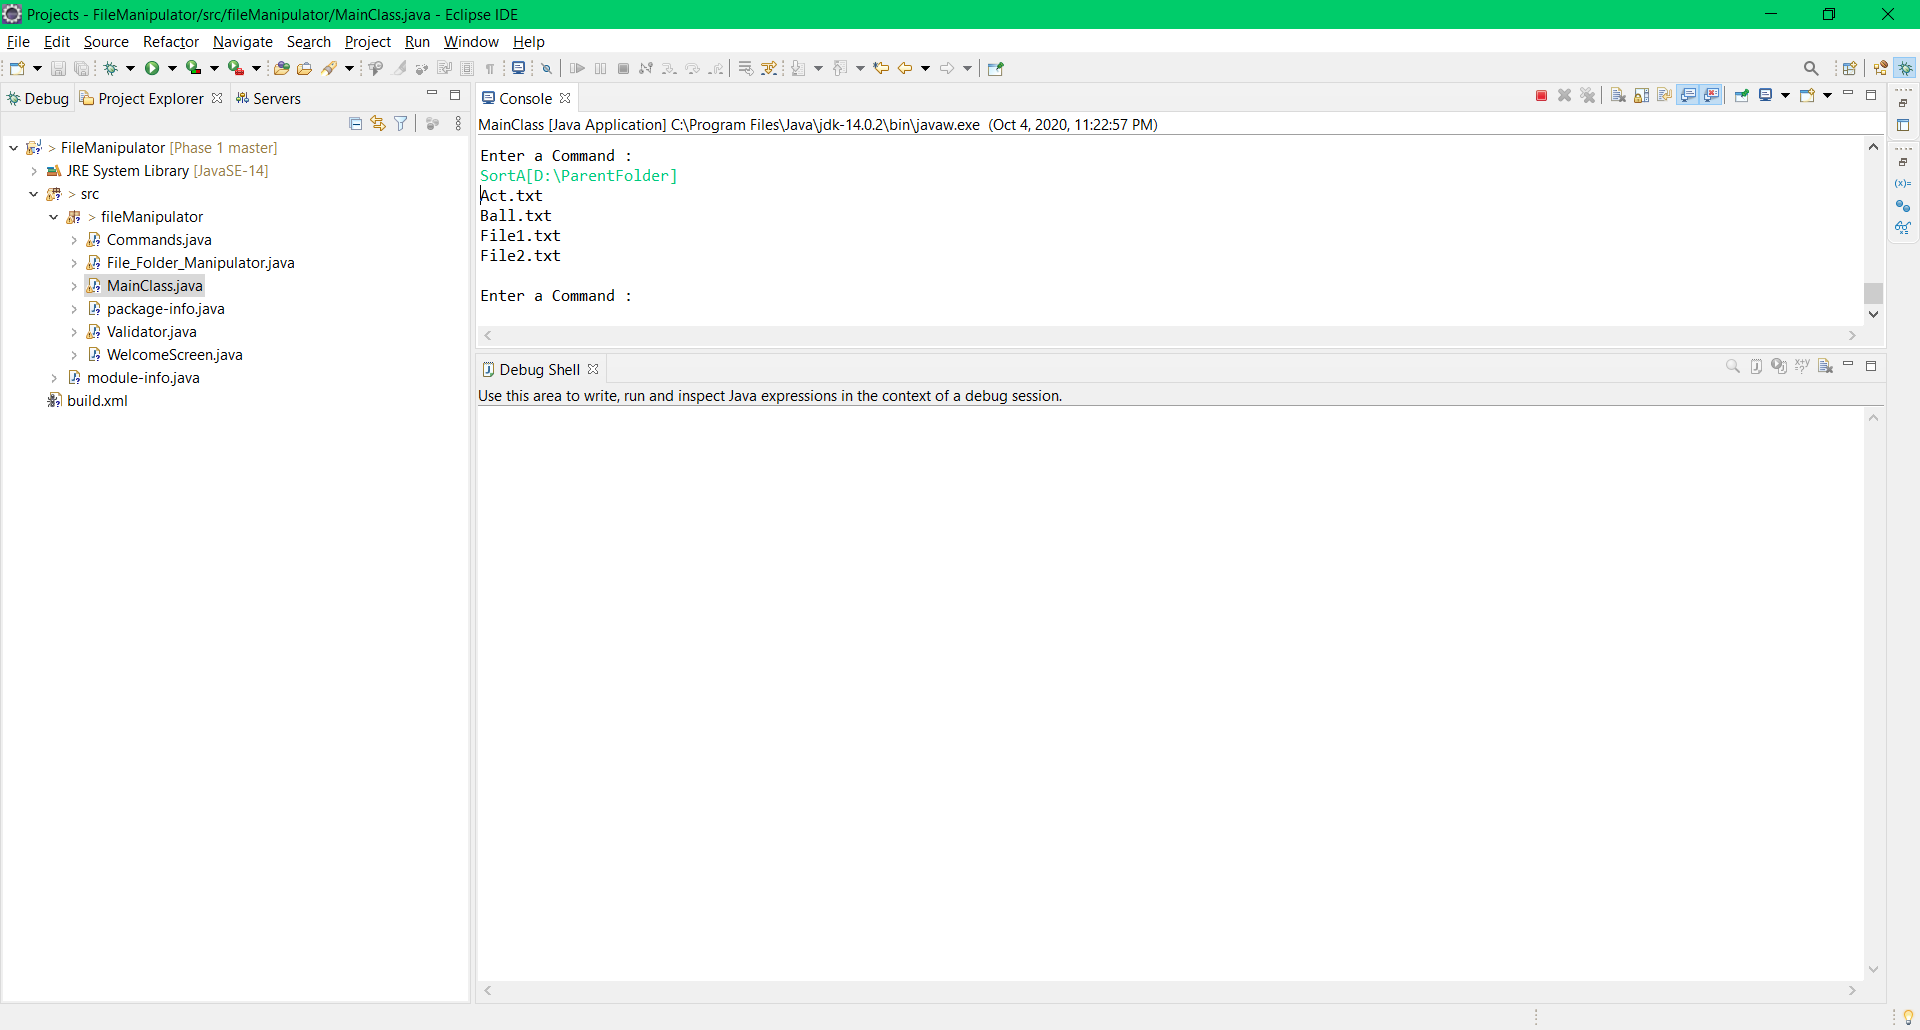 Projects - FileManipulator/src/fileManipulator/MainClass.java - Eclipse IDE
File Edit Source Refactor Navigate Search Project Run Window Help
Debug Project Explorer Servers
> FileManipulator [Phase 1 master]
JRE System Library [JavaSE-14]
> src
> fileManipulator
Commands.java
File_Folder_Manipulator.java
MainClass.java
package-info.java
Validator.java
WelcomeScreen.java
module-info.java
build.xml
Console
MainClass [Java Application] C:\Program Files\Java\jdk-14.0.2\bin\javaw.exe (Oct 4, 2020, 11:22:57 PM)
Enter a Command :
SortA[D:\ParentFolder]
Act.txt
Ball.txt
File1.txt
File2.txt
Enter a Command :
Debug Shell
Use this area to write, run and inspect Java expressions in the context of a debug session.
(x)=